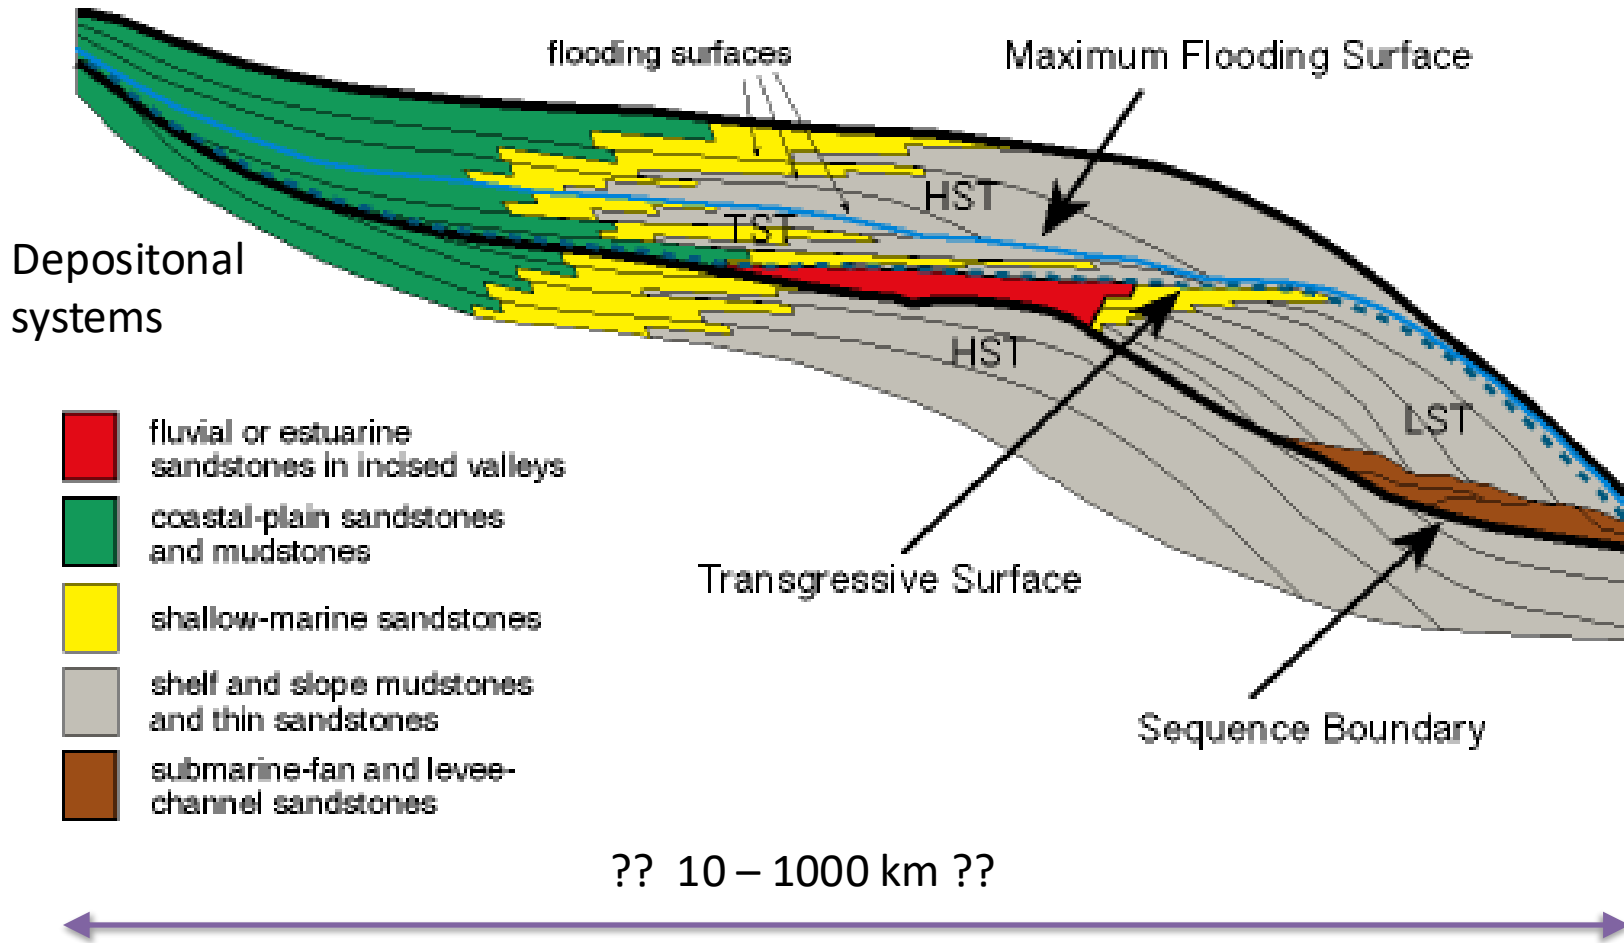 flooding surfaces
Maximum Flooding Surface
HST
TST
Depositonal
systems
HST
LST
fluvial or estuarine
sandstones in incised valleys
coastal-plain sandstones
and mudstones
Transgressive Surface
shallow-marine sandstones
shelf and slope mudstones
and thin sandstones
Sequence Boundary
submarine-fan and levee-
channel sandstones
?? 10 – 1000 km ??